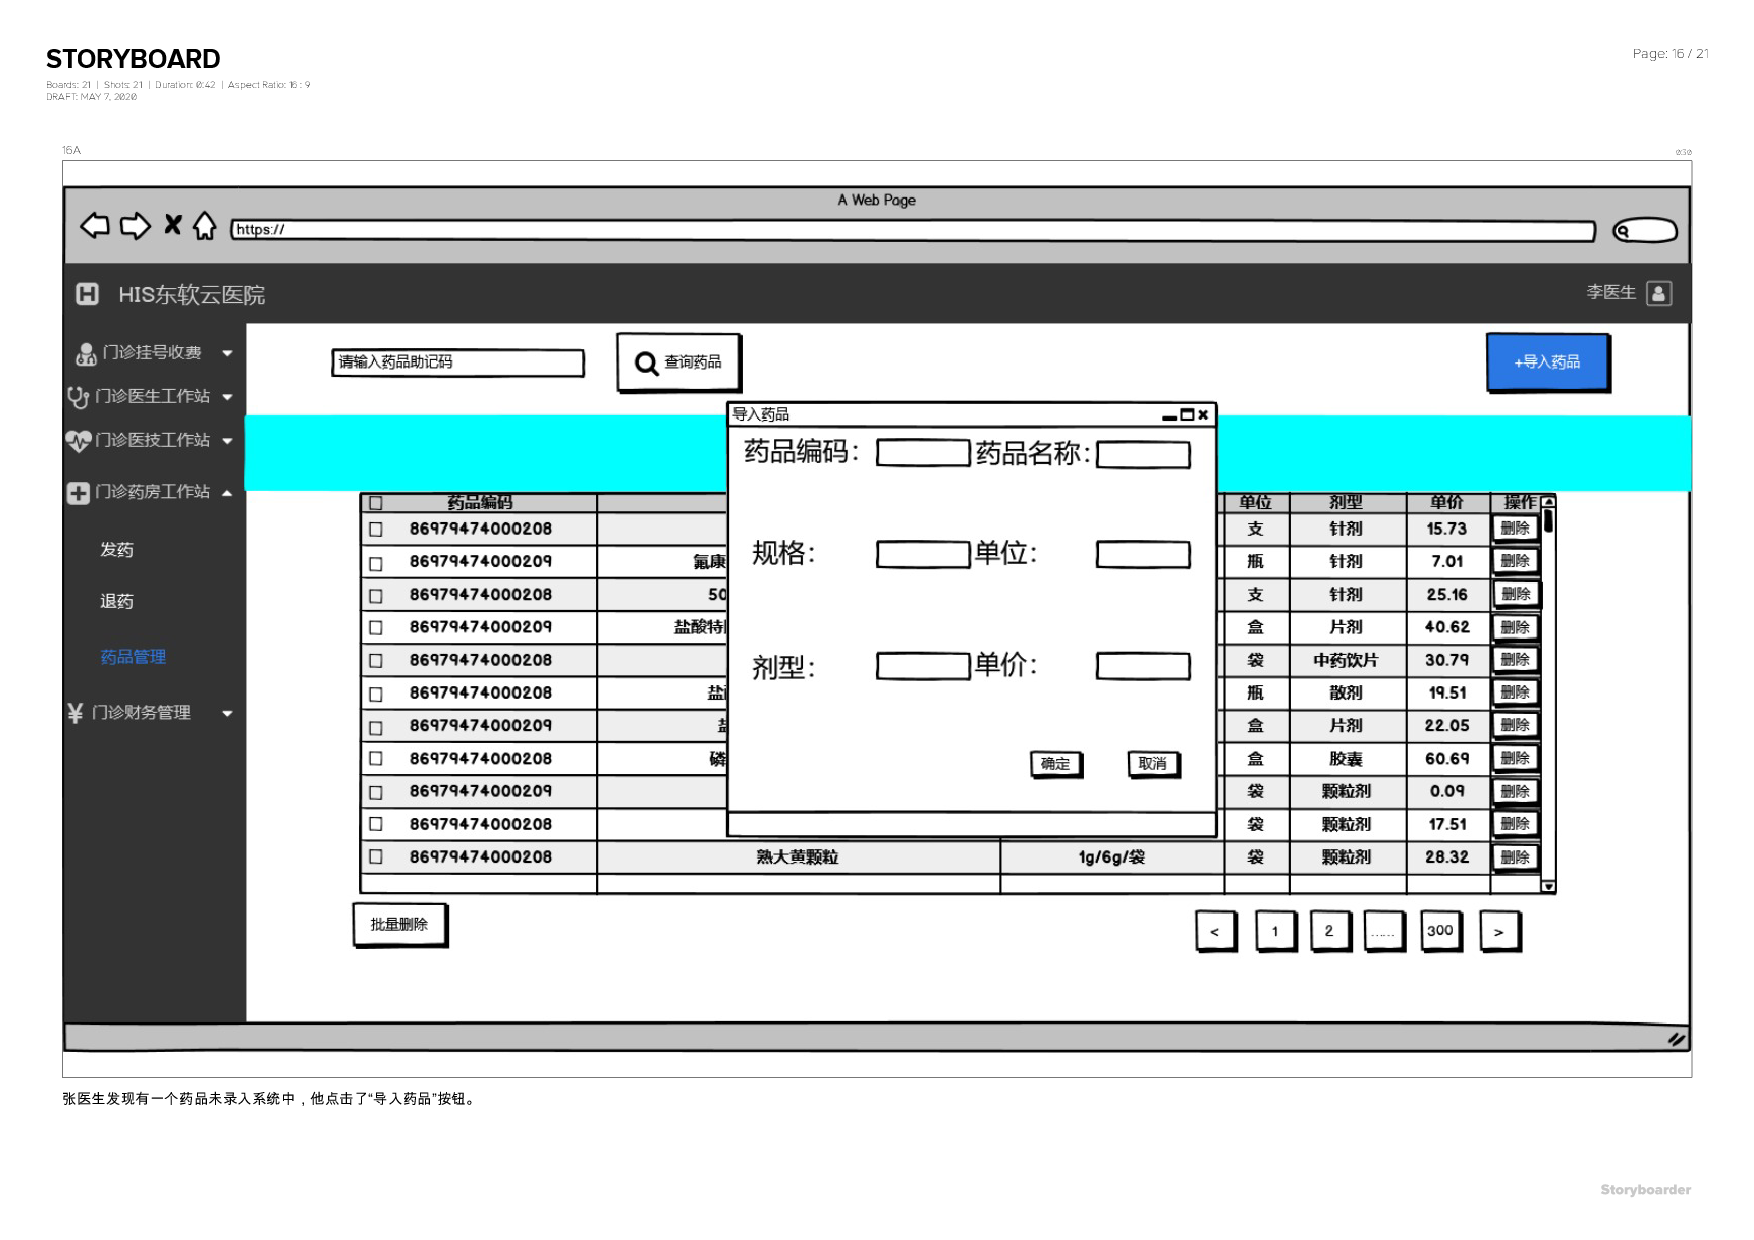 STORYBOARD
Page: 16 / 21
Boards: 21 | Shots: 21 | Duration: 0:42 | Aspect Ratio: 16 : 9
DRAFT: MAY 7, 2020
16A
030
A Web Page
https://
HIS东软云医院
李医生
门诊挂号收费
门诊医生工作站
门诊医技工作站
门诊药房工作站
发药
退药
药品管理
门诊财务管理
请输入药品助记码
查询药品
+导入药品
导入药品
药品编码：
药品名称：
规格：
单位：
剂型：
单价：
确定
取消
药品编码 单位 剂型 单价 操作
86979474000208 支 针剂 15.73 删除
86979474000209 氟康 瓶 针剂 7.01 删除
86979474000208 50 支 针剂 25.16 删除
86979474000209 盐酸特 盒 片剂 40.62 删除
86979474000208 袋 中药饮片 30.79 删除
86979474000208 盐 瓶 散剂 19.51 删除
86979474000209 盒 片剂 22.05 删除
86979474000208 磷 盒 胶囊 60.69 删除
86979474000209 袋 颗粒剂 0.09 删除
86979474000208 袋 颗粒剂 17.51 删除
86979474000208 熟大黄颗粒 1g/6g/袋 袋 颗粒剂 28.32 删除
批量删除
< 1 2 ...... 300 >
张医生发现有一个药品未录入系统中，他点击了“导入药品”按钮。
Storyboarder